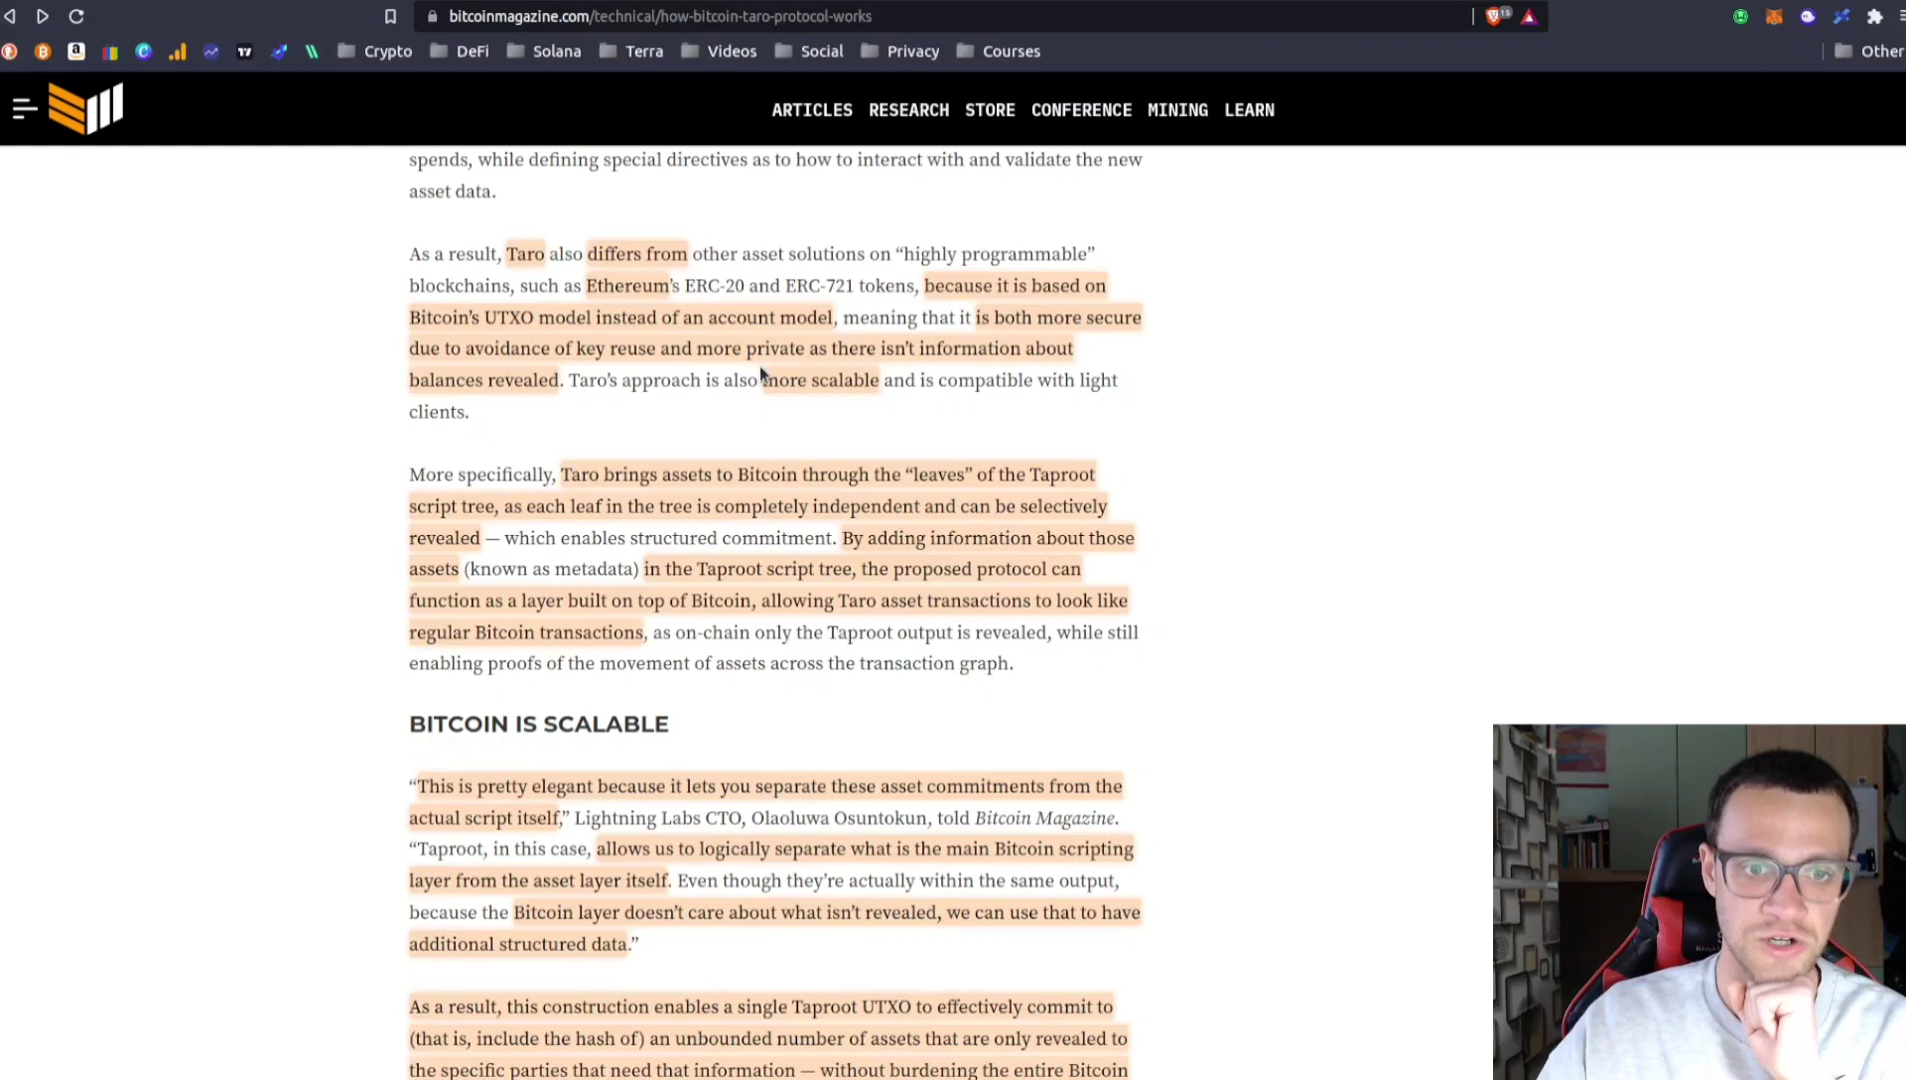 bitcoinmagazine.com/technical/how-bitcoin-taro-protocol-works
15
Crypto DeFi Solana Terra Videos Social Privacy Courses Other
ARTICLES RESEARCH STORE CONFERENCE MINING LEARN
spends, while defining special directives as to how to interact with and validate the new
asset data.
As a result, Taro also differs from other asset solutions on “highly programmable”
blockchains, such as Ethereum’s ERC-20 and ERC-721 tokens, because it is based on
Bitcoin’s UTXO model instead of an account model, meaning that it is both more secure
due to avoidance of key reuse and more private as there isn’t information about
balances revealed. Taro’s approach is also more scalable and is compatible with light
clients.
More specifically, Taro brings assets to Bitcoin through the “leaves” of the Taproot
script tree, as each leaf in the tree is completely independent and can be selectively
revealed — which enables structured commitment. By adding information about those
assets (known as metadata) in the Taproot script tree, the proposed protocol can
function as a layer built on top of Bitcoin, allowing Taro asset transactions to look like
regular Bitcoin transactions, as on-chain only the Taproot output is revealed, while still
enabling proofs of the movement of assets across the transaction graph.
BITCOIN IS SCALABLE
“This is pretty elegant because it lets you separate these asset commitments from the
actual script itself,” Lightning Labs CTO, Olaoluwa Osuntokun, told Bitcoin Magazine.
“Taproot, in this case, allows us to logically separate what is the main Bitcoin scripting
layer from the asset layer itself. Even though they’re actually within the same output,
because the Bitcoin layer doesn’t care about what isn’t revealed, we can use that to have
additional structured data.”
As a result, this construction enables a single Taproot UTXO to effectively commit to
(that is, include the hash of) an unbounded number of assets that are only revealed to
the specific parties that need that information — without burdening the entire Bitcoin